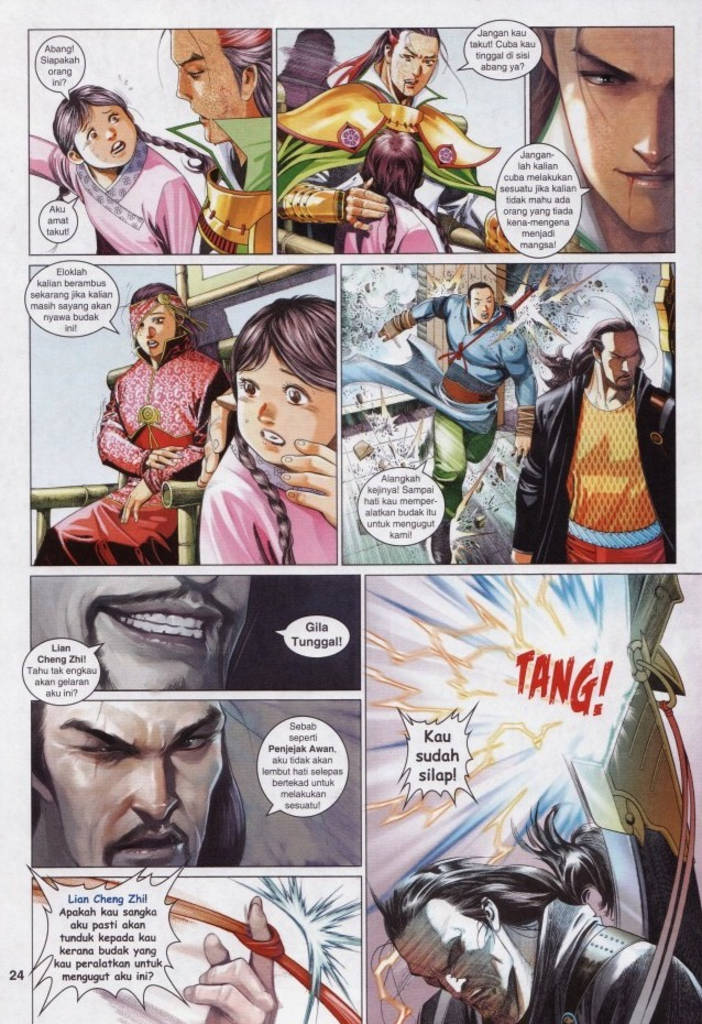 Abang!
Siapakah
orang
ini?
Aku
amat
takut!
Jangan kau
takut! Cuba kau
tinggal di sisi
abang ya?
Jangan-
lah kalian
cuba melakukan
sesuatu jika kalian
tidak mahu ada
orang yang tiada
kena-mengena
menjadi
mangsa!
Eloklah
kalian berambus
sekarang jika kalian
masih sayang akan
nyawa budak
ini!
Alangkah
kejinya! Sampai
hati kau memper-
alatkan budak itu
untuk mengugut
kami!
Gila
Tunggal!
Lian
Cheng Zhi!
Tahu tak engkau
akan gelaran
aku ini?
Sebab
seperti
Penjejak Awan,
aku tidak akan
lembut hati selepas
bertekad untuk
melakukan
sesuatu!
Lian Cheng Zhi!
Apakah kau sangka
aku pasti akan
tunduk kepada kau
kerana budak yang
kau peralatkan untuk
mengugut aku ini?
TANG!
Kau
sudah
silap!
24